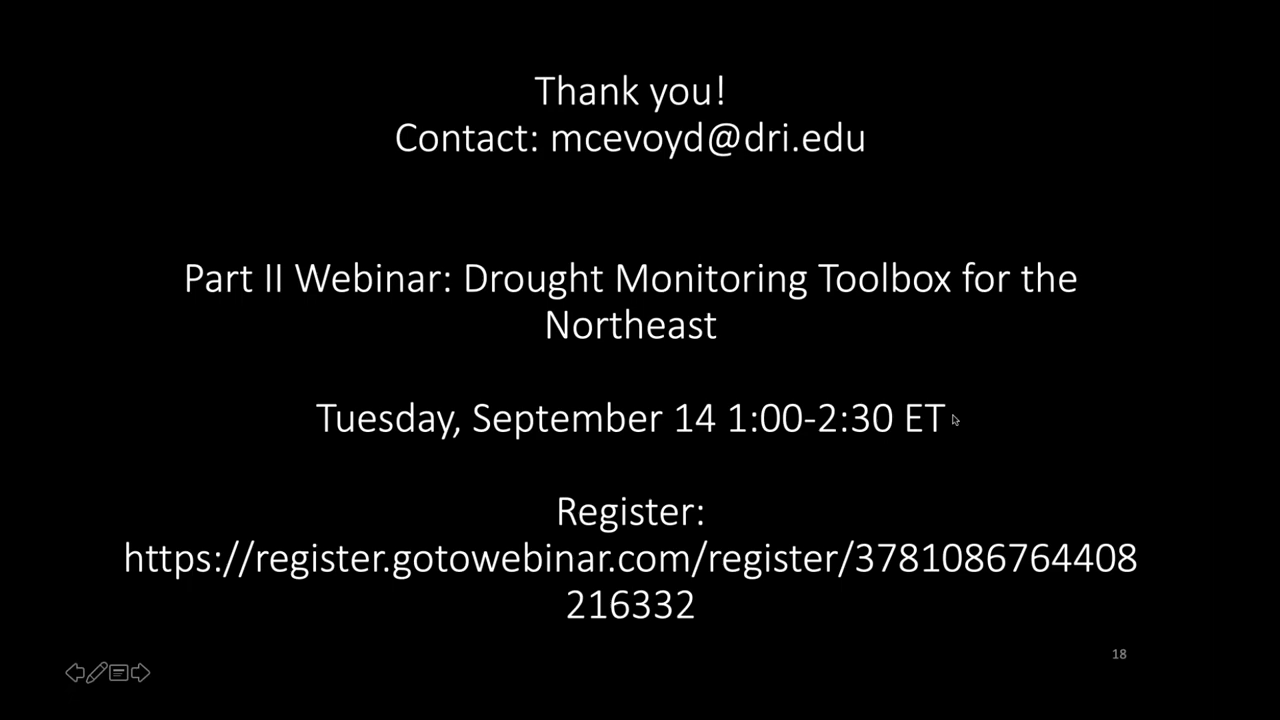 Thank you!
Contact: mcevoyd@dri.edu
Part II Webinar: Drought Monitoring Toolbox for the
Northeast
Tuesday, September 14 1:00-2:30 ET
Register:
https://register.gotowebinar.com/register/3781086764408
216332
18